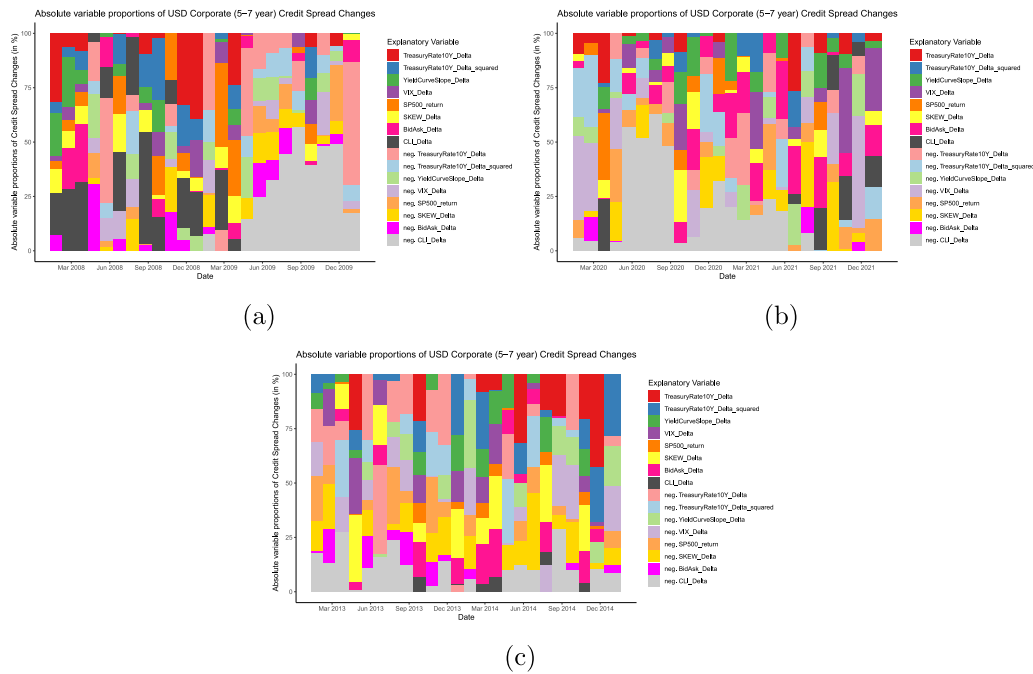 Absolute variable proportions of USD Corporate (5–7 year) Credit Spread Changes
Absolute variable proportions of Credit Spread Changes (in %)
100
75
50
25
0
Mar 2008
Jun 2008
Sep 2008
Dec 2008
Mar 2009
Jun 2009
Sep 2009
Dec 2009
Date
Explanatory Variable
TreasuryRate10Y_Delta
TreasuryRate10Y_Delta_squared
YieldCurveSlope_Delta
VIX_Delta
SP500_return
SKEW_Delta
BidAsk_Delta
CLI_Delta
neg. TreasuryRate10Y_Delta
neg. TreasuryRate10Y_Delta_squared
neg. YieldCurveSlope_Delta
neg. VIX_Delta
neg. SP500_return
neg. SKEW_Delta
neg. BidAsk_Delta
neg. CLI_Delta
(a)
Absolute variable proportions of USD Corporate (5–7 year) Credit Spread Changes
Absolute variable proportions of Credit Spread Changes (in %)
100
75
50
25
0
Mar 2020
Jun 2020
Sep 2020
Dec 2020
Mar 2021
Jun 2021
Sep 2021
Dec 2021
Date
Explanatory Variable
TreasuryRate10Y_Delta
TreasuryRate10Y_Delta_squared
YieldCurveSlope_Delta
VIX_Delta
SP500_return
SKEW_Delta
BidAsk_Delta
CLI_Delta
neg. TreasuryRate10Y_Delta
neg. TreasuryRate10Y_Delta_squared
neg. YieldCurveSlope_Delta
neg. VIX_Delta
neg. SP500_return
neg. SKEW_Delta
neg. BidAsk_Delta
neg. CLI_Delta
(b)
Absolute variable proportions of USD Corporate (5–7 year) Credit Spread Changes
Absolute variable proportions of Credit Spread Changes (in %)
100
75
50
25
0
Mar 2013
Jun 2013
Sep 2013
Dec 2013
Mar 2014
Jun 2014
Sep 2014
Dec 2014
Date
Explanatory Variable
TreasuryRate10Y_Delta
TreasuryRate10Y_Delta_squared
YieldCurveSlope_Delta
VIX_Delta
SP500_return
SKEW_Delta
BidAsk_Delta
CLI_Delta
neg. TreasuryRate10Y_Delta
neg. TreasuryRate10Y_Delta_squared
neg. YieldCurveSlope_Delta
neg. VIX_Delta
neg. SP500_return
neg. SKEW_Delta
neg. BidAsk_Delta
neg. CLI_Delta
(c)